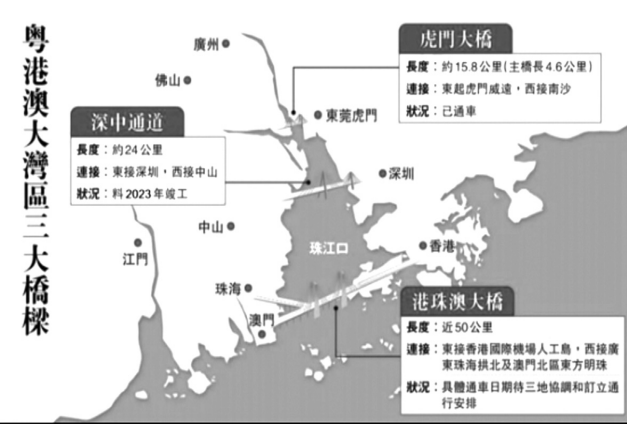 粵港澳大灣區三大橋樑
廣州
佛山
虎門大橋
長度：約15.8公里(主橋長4.6公里)
連接：東起虎門威遠，西接南沙
狀況：已通車
東莞虎門
深中通道
長度：約24公里
連接：東接深圳，西接中山
狀況：料2023年竣工
深圳
中山
江門
珠江口
香港
珠海
澳門
港珠澳大橋
長度：近50公里
連接：東接香港國際機場人工島，西接廣
東珠海拱北及澳門北區東方明珠
狀況：具體通車日期待三地協調和訂立通
行安排